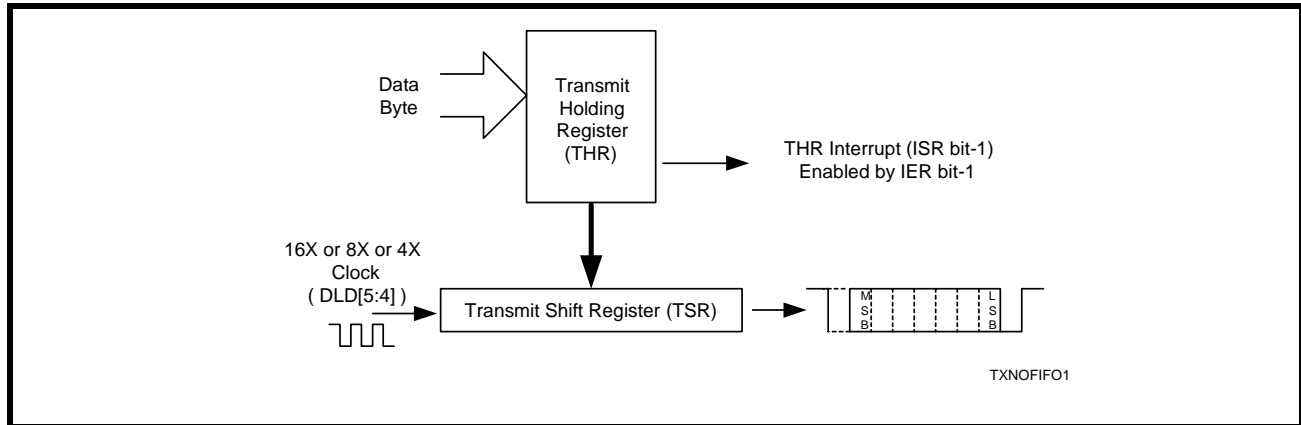 Data
Byte
Transmit
Holding
Register
(THR)
THR Interrupt (ISR bit-1)
Enabled by IER bit-1
16X or 8X or 4X
Clock
( DLD[5:4] )
Transmit Shift Register (TSR)
M
S
B
L
S
B
TXNOFIFO1